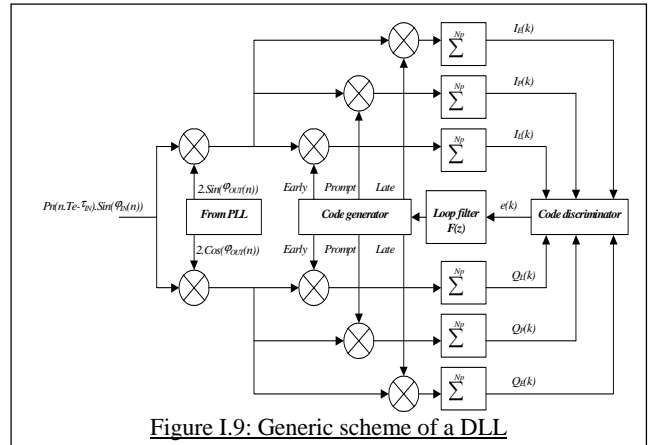 I_E(k)
∑^{Np}
I_P(k)
∑^{Np}
I_L(k)
∑^{Np}
2.Sin(φ_OUT(n))
Early Prompt Late
Pn(n.Te-τ_IN).Sin(φ_IN(n))
From PLL
Code generator
Loop filter
F(z)
e(k)
Code discriminator
2.Cos(φ_OUT(n))
Early Prompt Late
∑^{Np}
Q_L(k)
∑^{Np}
Q_P(k)
∑^{Np}
Q_E(k)
Figure I.9: Generic scheme of a DLL